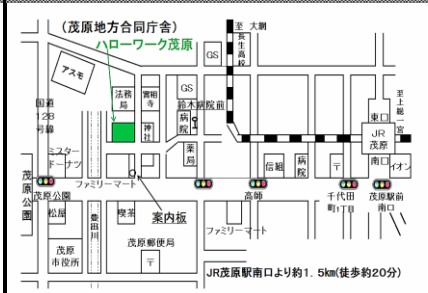 (茂原地方合同庁舎)
ハローワーク茂原
至 大網
長生高校
GS
アスモ
法務局
實相寺
GS
鈴木病院前
病院
国道128号線
神社
至上総一宮
東口
JR茂原
南口
イオン
ミスタードーナツ
薬局
信組
病院
〒
ファミリーマート
茂原公園
茂原公園
高師
千代田町1丁目
茂原駅前南口
松屋
豊田川
喫茶
案内板
ファミリーマート
茂原市役所
茂原郵便局
〒
JR茂原駅南口より約1.5km(徒歩約20分)